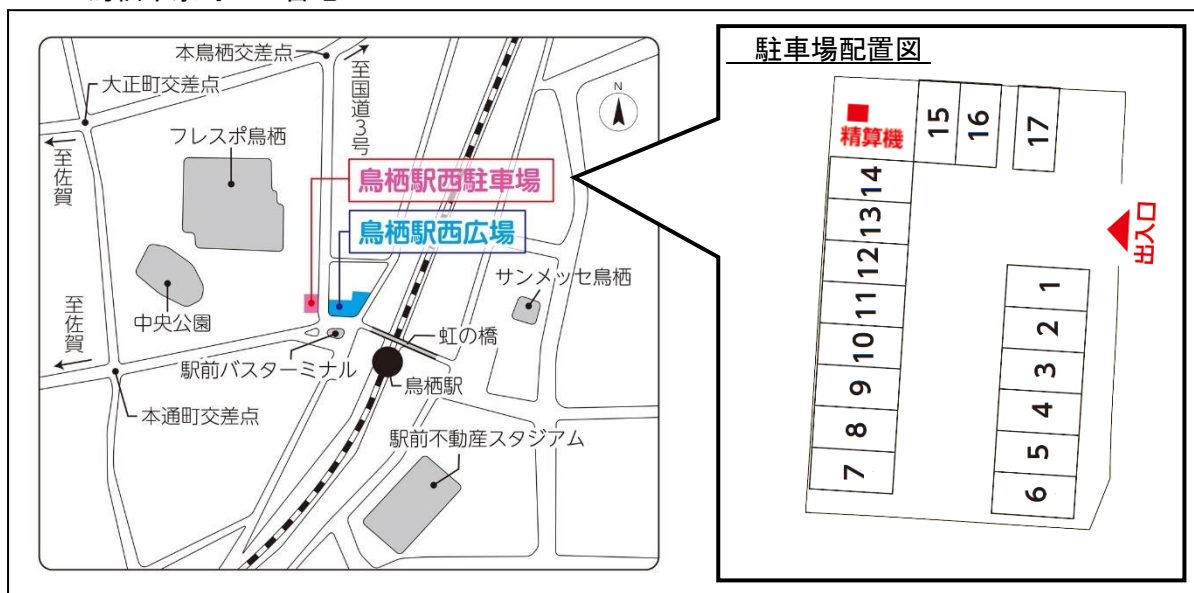 本鳥栖交差点
大正町交差点
至国道3号
N
フレスポ鳥栖
至佐賀
鳥栖駅西駐車場
鳥栖駅西広場
サンメッセ鳥栖
至佐賀
中央公園
虹の橋
駅前バスターミナル
鳥栖駅
本通町交差点
駅前不動産スタジアム
駐車場配置図
精算機
15
16
17
14
13
12
11
10
9
8
7
出入口
1
2
3
4
5
6